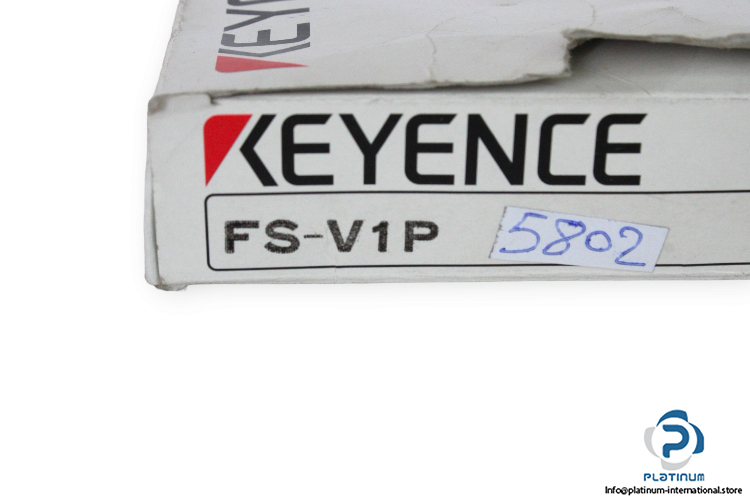 KEYENCE
KEYENCE
FS-V1P 5802
PLATINUM
Info@platinum-international.store